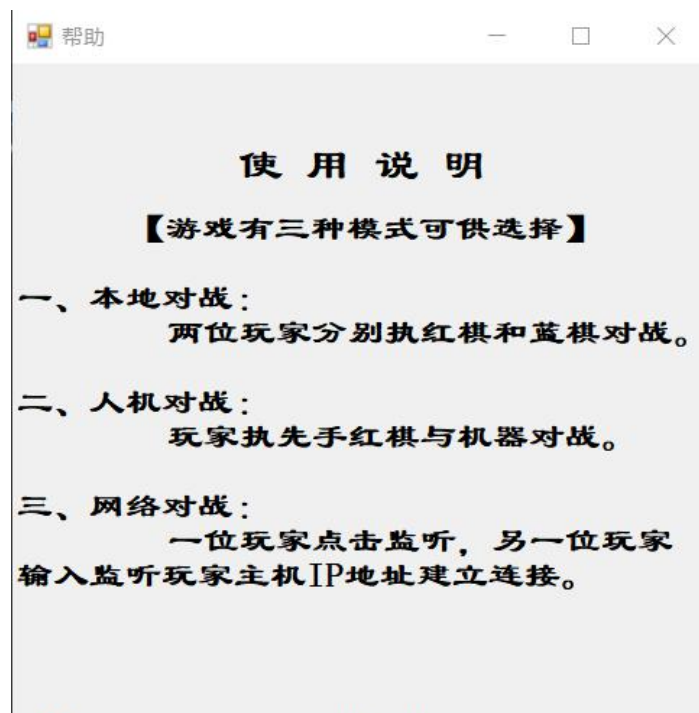 帮助
使 用 说 明
【游戏有三种模式可供选择】
一、本地对战：
两位玩家分别执红棋和蓝棋对战。
二、人机对战：
玩家执先手红棋与机器对战。
三、网络对战：
一位玩家点击监听，另一位玩家
输入监听玩家主机IP地址建立连接。